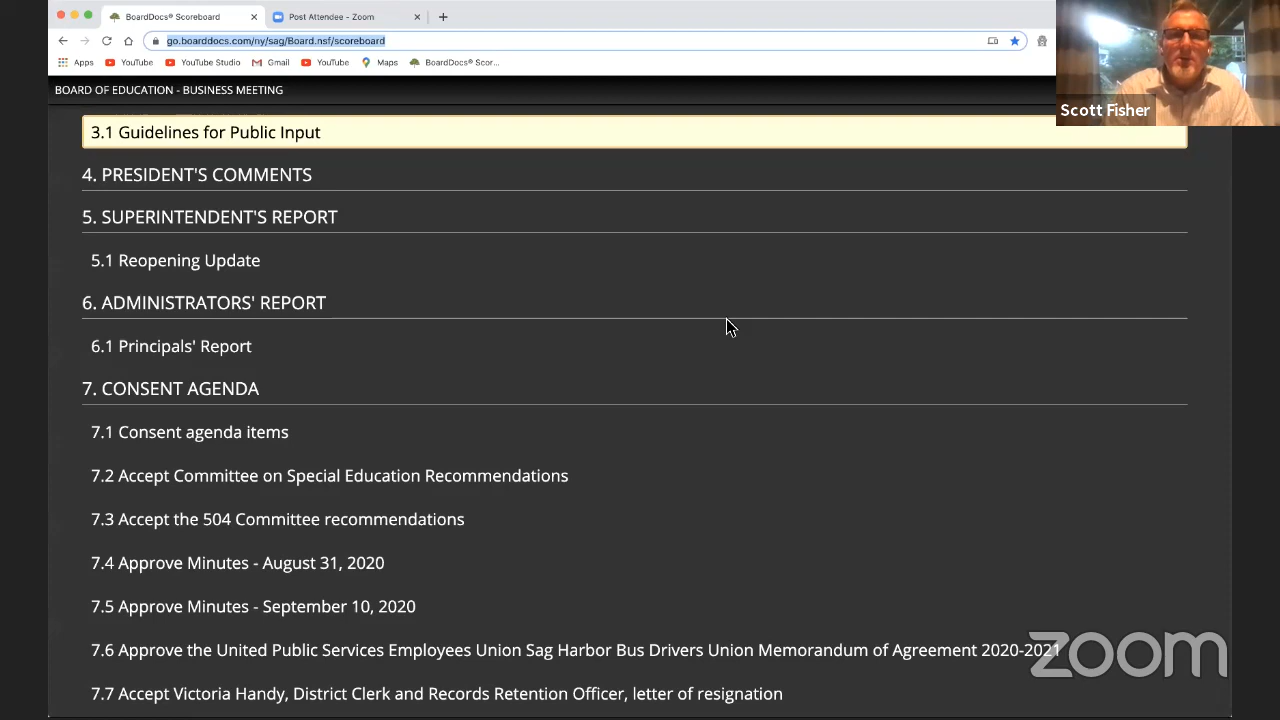 BoardDocs® Scoreboard
Post Attendee - Zoom
go.boarddocs.com/ny/sag/Board.nsf/scoreboard
Apps
YouTube
YouTube Studio
Gmail
YouTube
Maps
BoardDocs® Scor...
BOARD OF EDUCATION - BUSINESS MEETING
Scott Fisher
3.1 Guidelines for Public Input
4. PRESIDENT'S COMMENTS
5. SUPERINTENDENT'S REPORT
5.1 Reopening Update
6. ADMINISTRATORS' REPORT
6.1 Principals' Report
7. CONSENT AGENDA
7.1 Consent agenda items
7.2 Accept Committee on Special Education Recommendations
7.3 Accept the 504 Committee recommendations
7.4 Approve Minutes - August 31, 2020
7.5 Approve Minutes - September 10, 2020
7.6 Approve the United Public Services Employees Union Sag Harbor Bus Drivers Union Memorandum of Agreement 2020-2021
7.7 Accept Victoria Handy, District Clerk and Records Retention Officer, letter of resignation
zoom